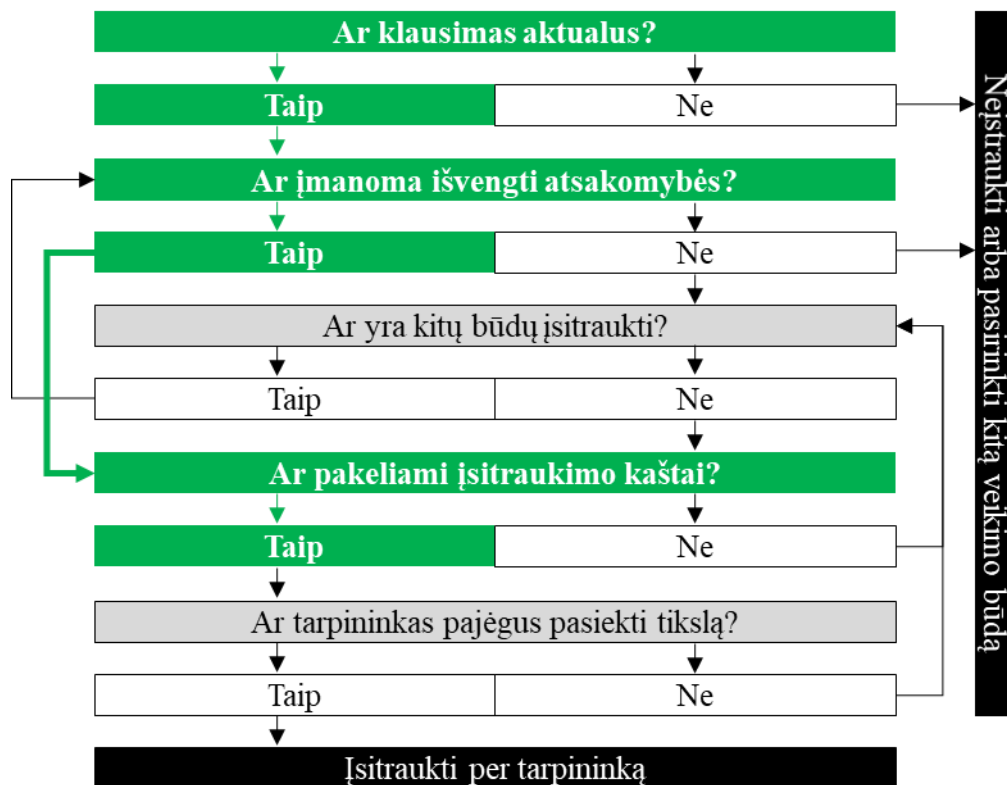 Ar klausimas aktualus?
Taip
Ne
Ar įmanoma išvengti atsakomybės?
Taip
Ne
Ar yra kitų būdų įsitraukti?
Taip
Ne
Ar pakeliami įsitraukimo kaštai?
Taip
Ne
Ar tarpininkas pajėgus pasiekti tikslą?
Taip
Ne
Įsitraukti per tarpininką
Neįstraukti arba pasirinkti kitą veikimo būdą